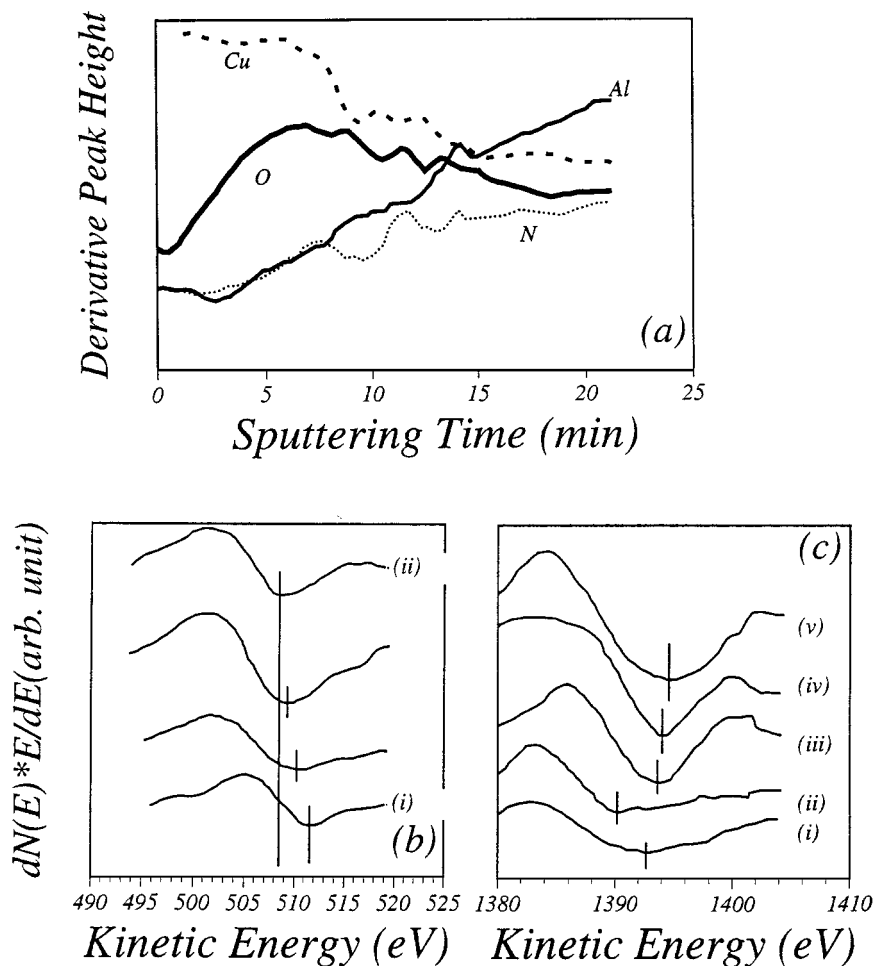 Derivative Peak Height
Cu
O
Al
N
(a)
0 5 10 15 20 25
Sputtering Time (min)
dN(E)*E/dE(arb. unit)
(ii)
(i)
(b)
490 495 500 505 510 515 520 525
Kinetic Energy (eV)
(c)
(v)
(iv)
(iii)
(ii)
(i)
1380 1390 1400 1410
Kinetic Energy (eV)